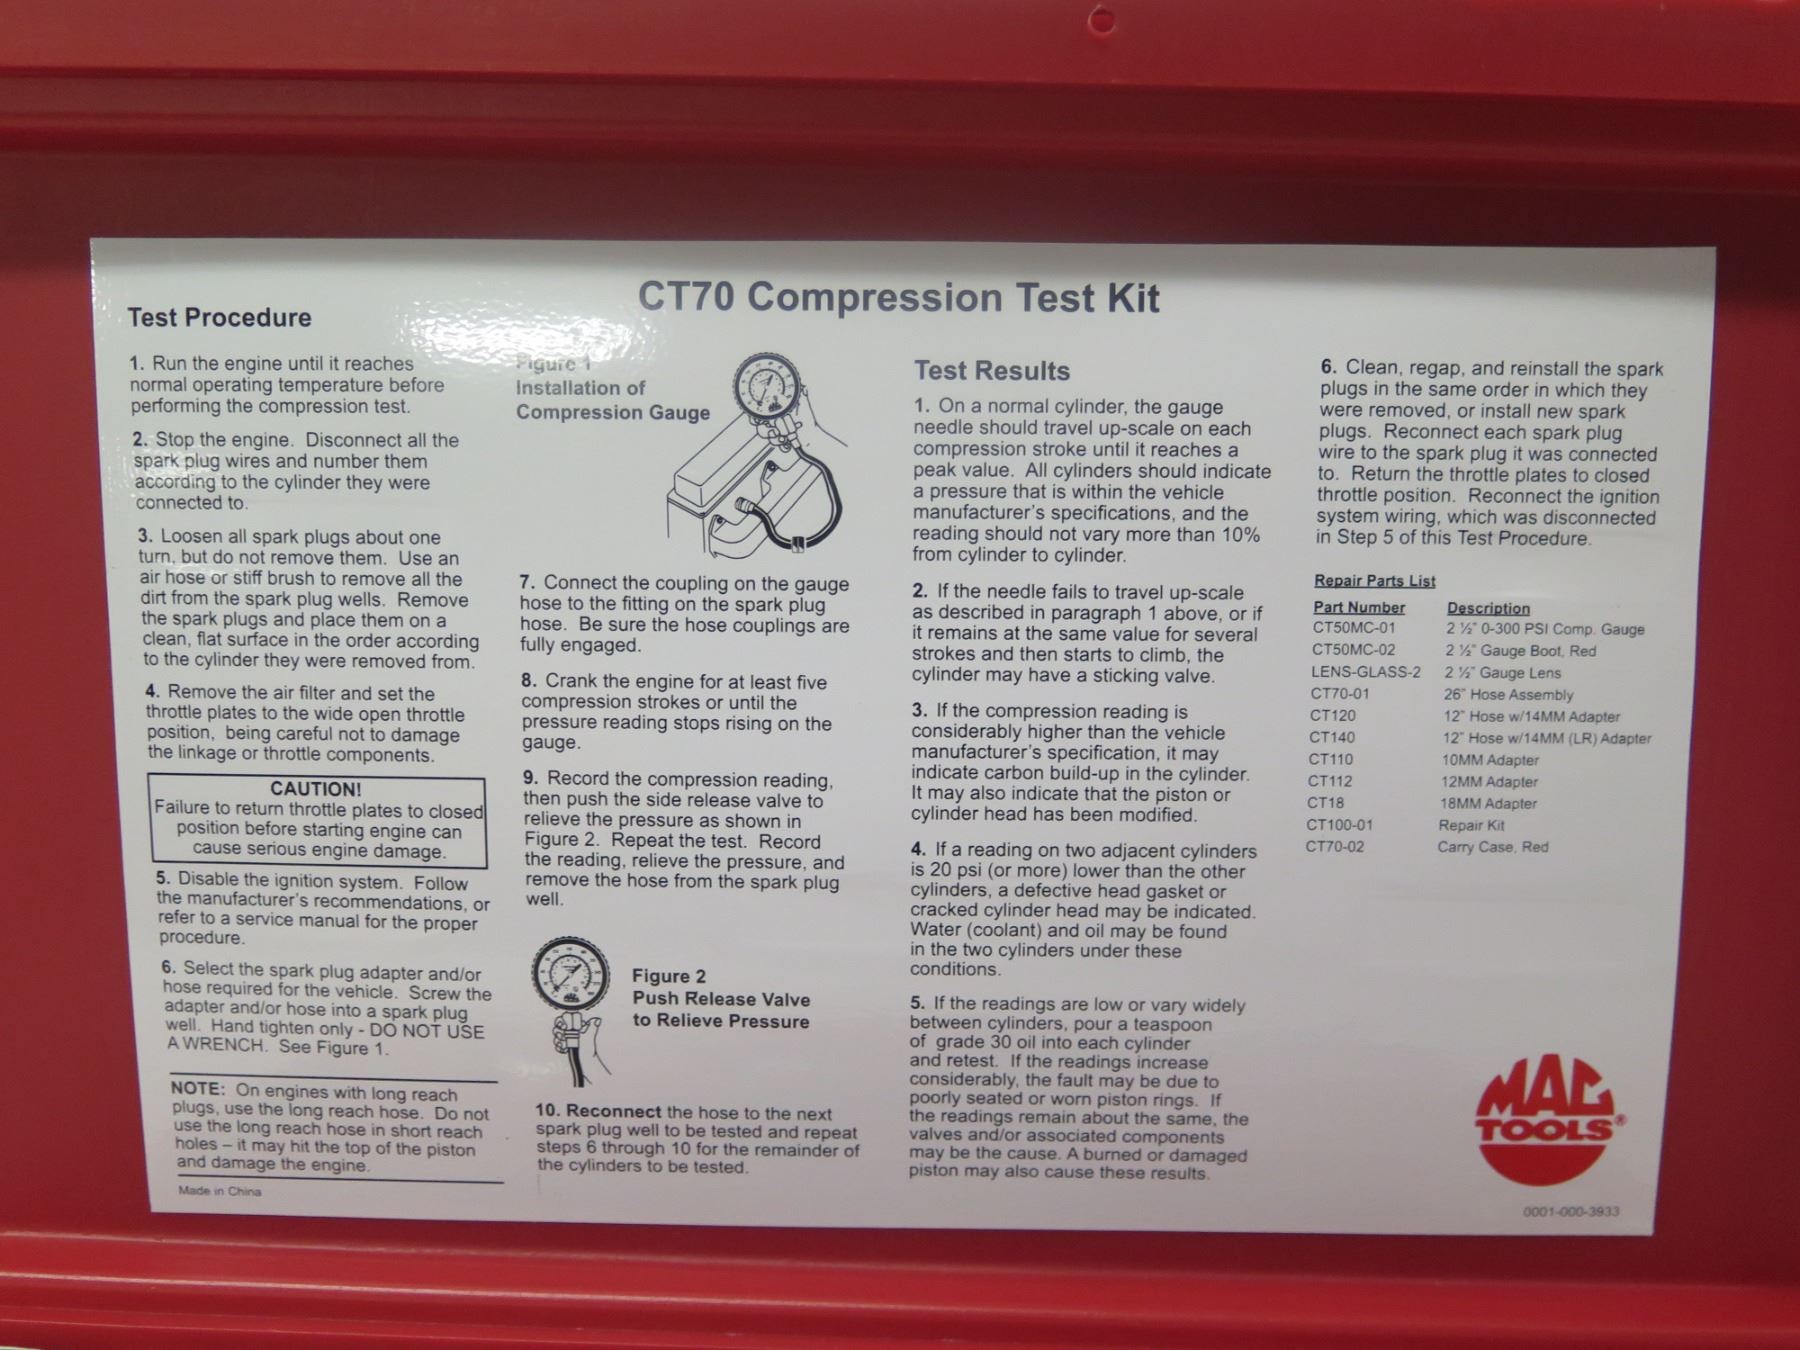 CT70 Compression Test Kit
Test Procedure
1. Run the engine until it reaches
normal operating temperature before
performing the compression test.
2. Stop the engine. Disconnect all the
spark plug wires and number them
according to the cylinder they were
connected to.
3. Loosen all spark plugs about one
turn, but do not remove them. Use an
air hose or stiff brush to remove all the
dirt from the spark plug wells. Remove
the spark plugs and place them on a
clean, flat surface in the order according
to the cylinder they were removed from.
4. Remove the air filter and set the
throttle plates to the wide open throttle
position, being careful not to damage
the linkage or throttle components.
CAUTION!
Failure to return throttle plates to closed
position before starting engine can
cause serious engine damage.
5. Disable the ignition system. Follow
the manufacturer's recommendations, or
refer to a service manual for the proper
procedure.
6. Select the spark plug adapter and/or
hose required for the vehicle. Screw the
adapter and/or hose into a spark plug
well. Hand tighten only - DO NOT USE
A WRENCH. See Figure 1.
NOTE: On engines with long reach
plugs, use the long reach hose. Do not
use the long reach hose in short reach
holes – it may hit the top of the piston
and damage the engine.
Made in China
Figure 1
Installation of
Compression Gauge
7. Connect the coupling on the gauge
hose to the fitting on the spark plug
hose. Be sure the hose couplings are
fully engaged.
8. Crank the engine for at least five
compression strokes or until the
pressure reading stops rising on the
gauge.
9. Record the compression reading,
then push the side release valve to
relieve the pressure as shown in
Figure 2. Repeat the test. Record
the reading, relieve the pressure, and
remove the hose from the spark plug
well.
Figure 2
Push Release Valve
to Relieve Pressure
10. Reconnect the hose to the next
spark plug well to be tested and repeat
steps 6 through 10 for the remainder of
the cylinders to be tested.
Test Results
1. On a normal cylinder, the gauge
needle should travel up-scale on each
compression stroke until it reaches a
peak value. All cylinders should indicate
a pressure that is within the vehicle
manufacturer's specifications, and the
reading should not vary more than 10%
from cylinder to cylinder.
2. If the needle fails to travel up-scale
as described in paragraph 1 above, or if
it remains at the same value for several
strokes and then starts to climb, the
cylinder may have a sticking valve.
3. If the compression reading is
considerably higher than the vehicle
manufacturer's specification, it may
indicate carbon build-up in the cylinder.
It may also indicate that the piston or
cylinder head has been modified.
4. If a reading on two adjacent cylinders
is 20 psi (or more) lower than the other
cylinders, a defective head gasket or
cracked cylinder head may be indicated.
Water (coolant) and oil may be found
in the two cylinders under these
conditions.
5. If the readings are low or vary widely
between cylinders, pour a teaspoon
of grade 30 oil into each cylinder
and retest. If the readings increase
considerably, the fault may be due to
poorly seated or worn piston rings. If
the readings remain about the same, the
valves and/or associated components
may be the cause. A burned or damaged
piston may also cause these results.
6. Clean, regap, and reinstall the spark
plugs in the same order in which they
were removed, or install new spark
plugs. Reconnect each spark plug
wire to the spark plug it was connected
to. Return the throttle plates to closed
throttle position. Reconnect the ignition
system wiring, which was disconnected
in Step 5 of this Test Procedure.
Repair Parts List
Part Number Description
CT50MC-01 2 ½" 0-300 PSI Comp. Gauge
CT50MC-02 2 ½" Gauge Boot, Red
LENS-GLASS-2 2 ½" Gauge Lens
CT70-01 26" Hose Assembly
CT120 12" Hose w/14MM Adapter
CT140 12" Hose w/14MM (LR) Adapter
CT110 10MM Adapter
CT112 12MM Adapter
CT18 18MM Adapter
CT100-01 Repair Kit
CT70-02 Carry Case, Red
MAC
TOOLS®
0001-000-3933